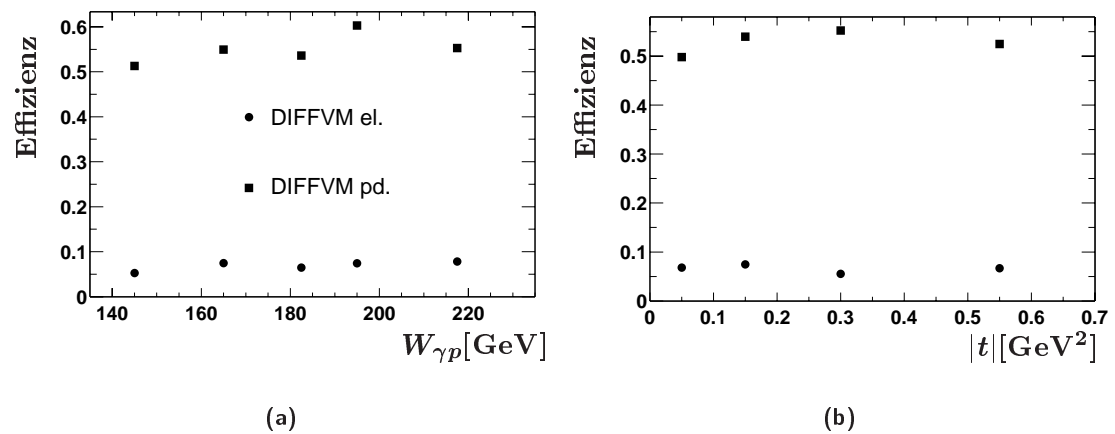 Effizienz
0.6
0.5
0.4
0.3
0.2
0.1
0
DIFFVM el.
DIFFVM pd.
140 160 180 200 220
Wγp[GeV]
(a)
Effizienz
0.5
0.4
0.3
0.2
0.1
0
0 0.1 0.2 0.3 0.4 0.5 0.6 0.7
|t|[GeV²]
(b)